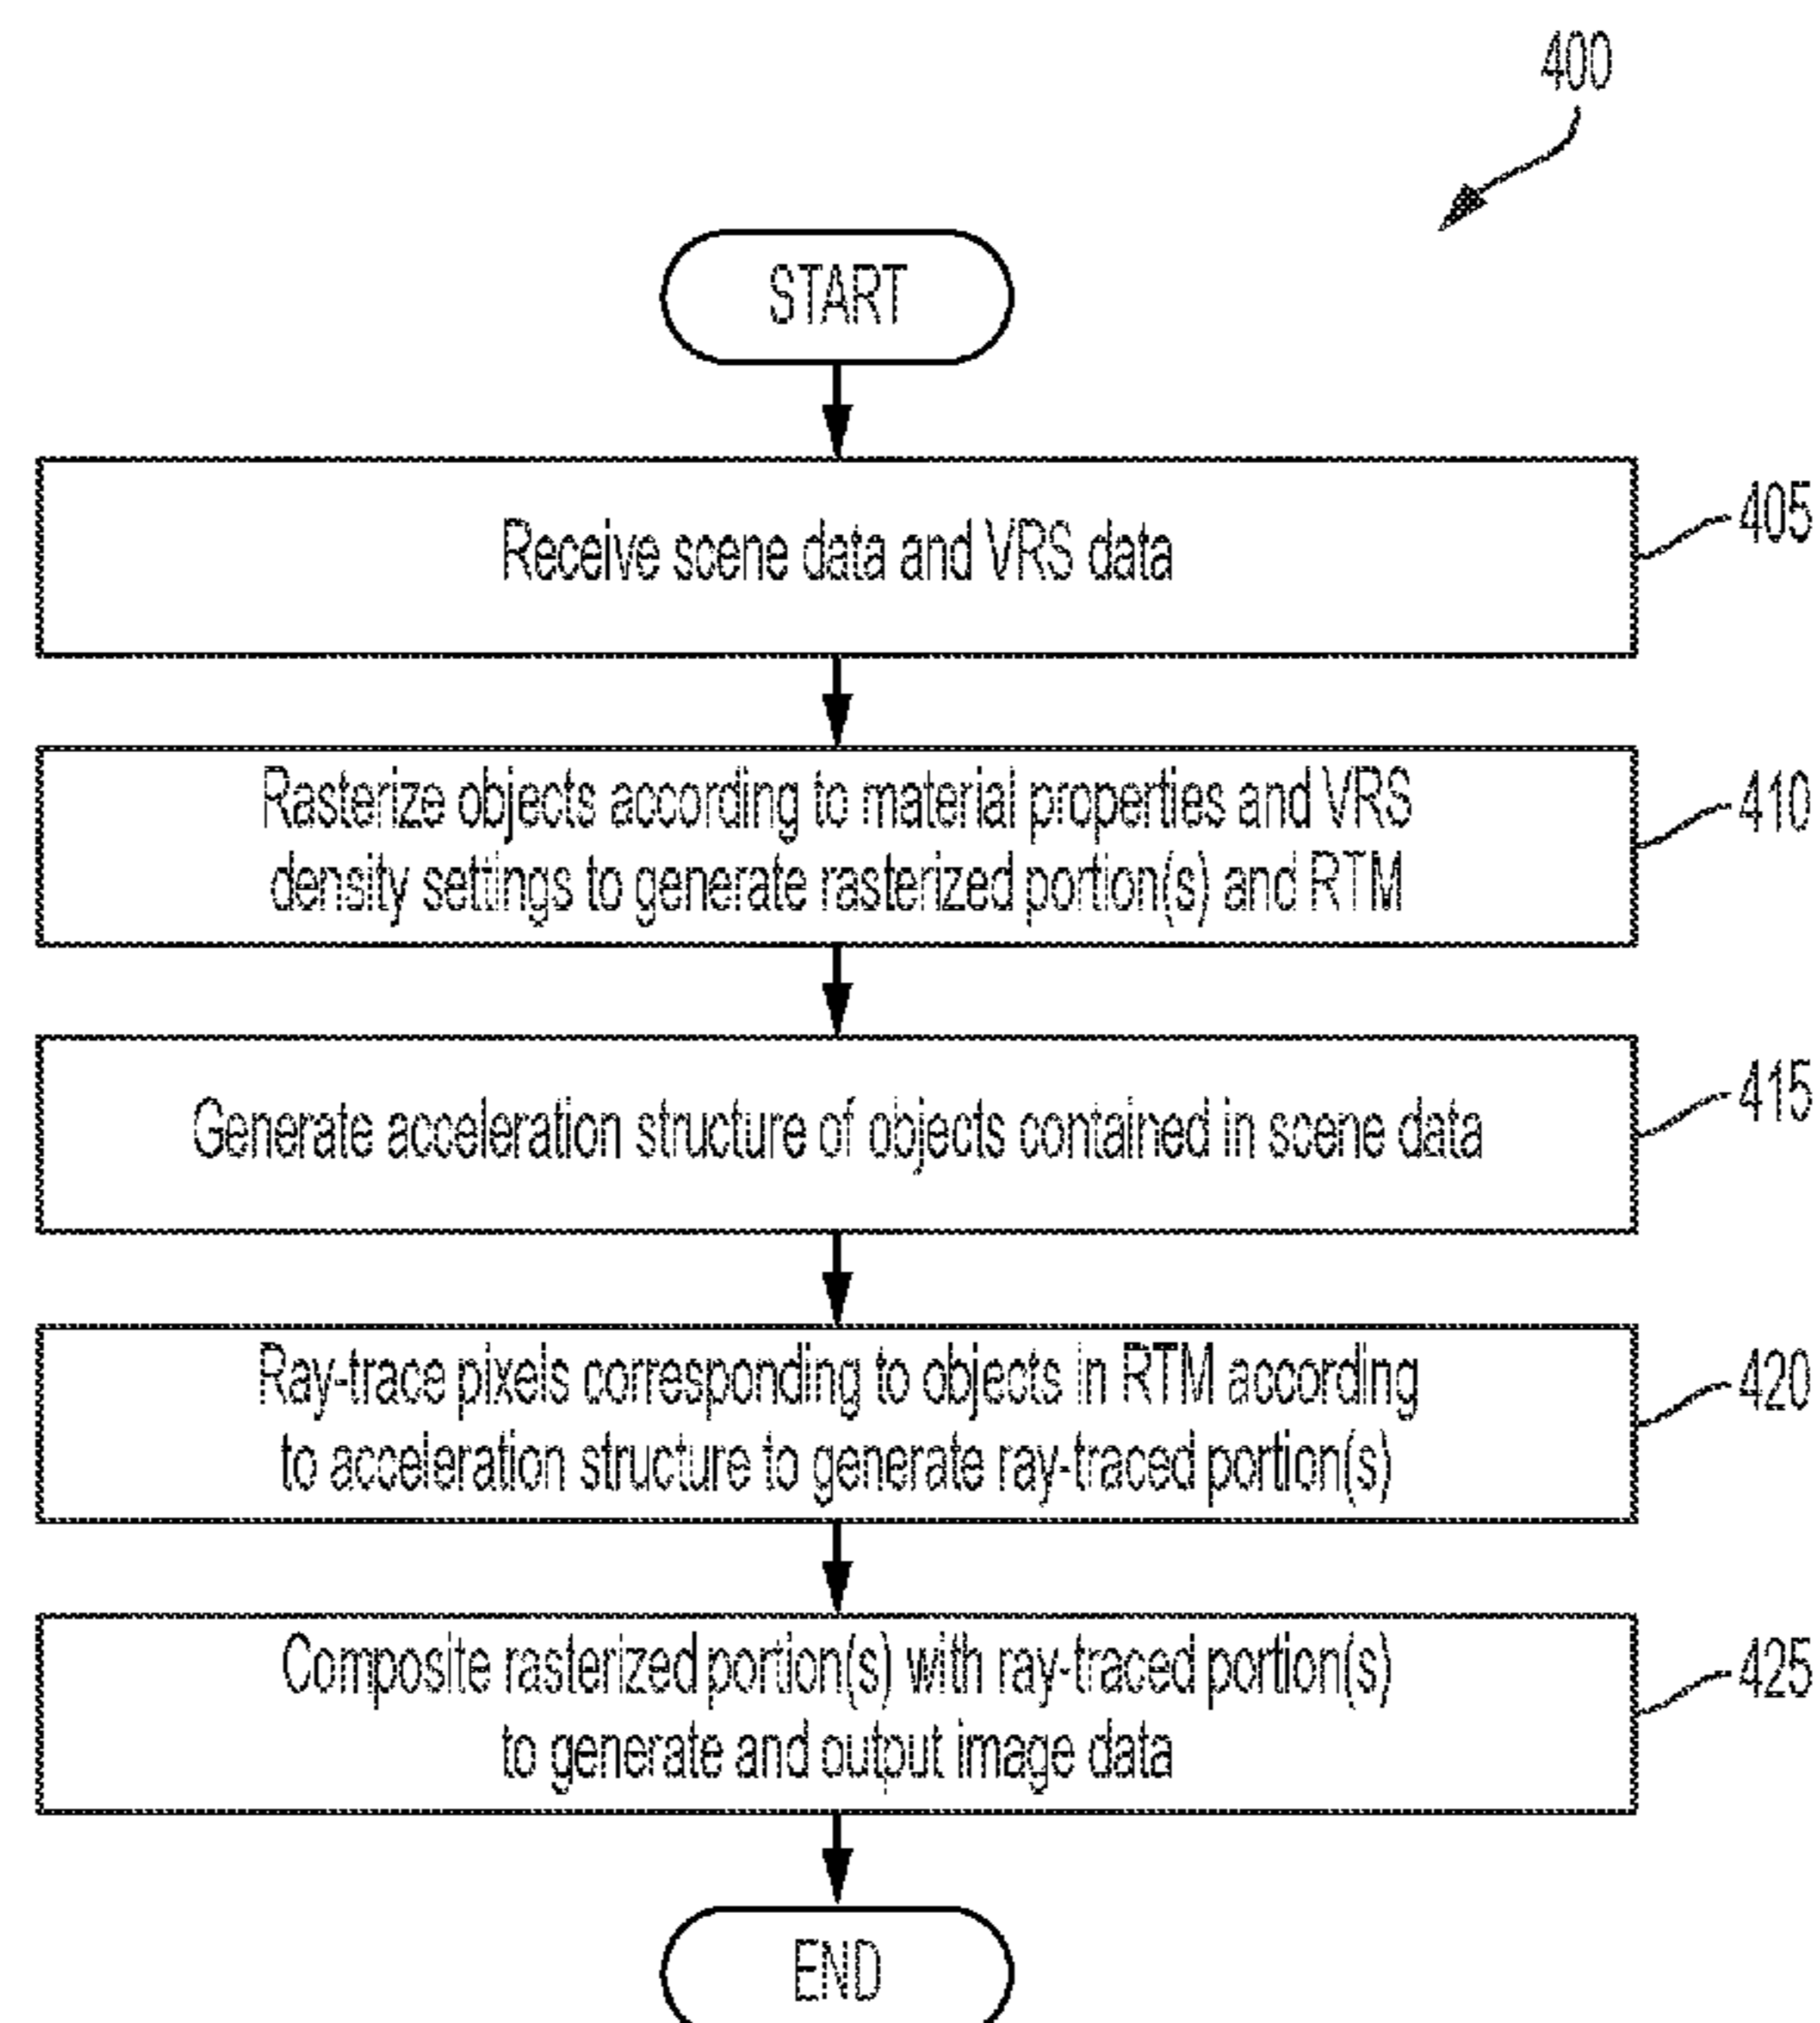 400
START
Receive scene data and VRS data
405
Rasterize objects according to material properties and VRS
density settings to generate rasterized portion(s) and RTM
410
Generate acceleration structure of objects contained in scene data
415
Ray-trace pixels corresponding to objects in RTM according
to acceleration structure to generate ray-traced portion(s)
420
Composite rasterized portion(s) with ray-traced portion(s)
to generate and output image data
425
END